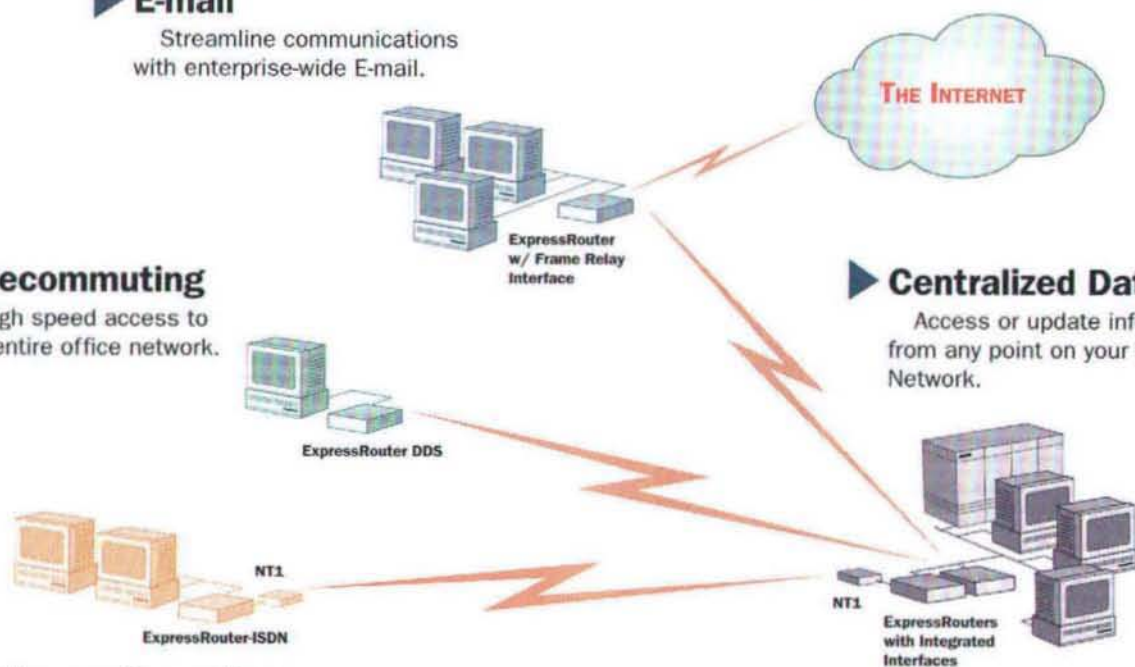 E-mail
Streamline communications
with enterprise-wide E-mail.
THE INTERNET
ExpressRouter
w/ Frame Relay
Interface
ecommuting
gh speed access to
entire office network.
Centralized Dat
Access or update inf
from any point on your
Network.
ExpressRouter DDS
NT1
ExpressRouter-ISDN
NT1
ExpressRouters
with Integrated
Interfaces